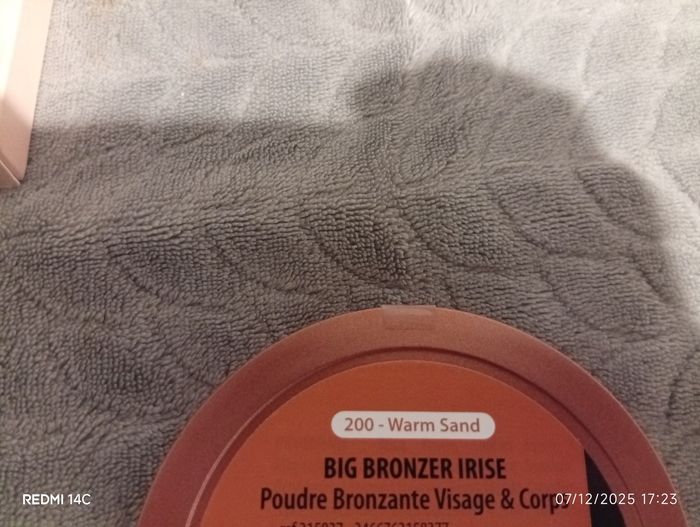 200 - Warm Sand
BIG BRONZER IRISE
Poudre Bronzante Visage & Corps
REDMI 14C
07/12/2025 17:23